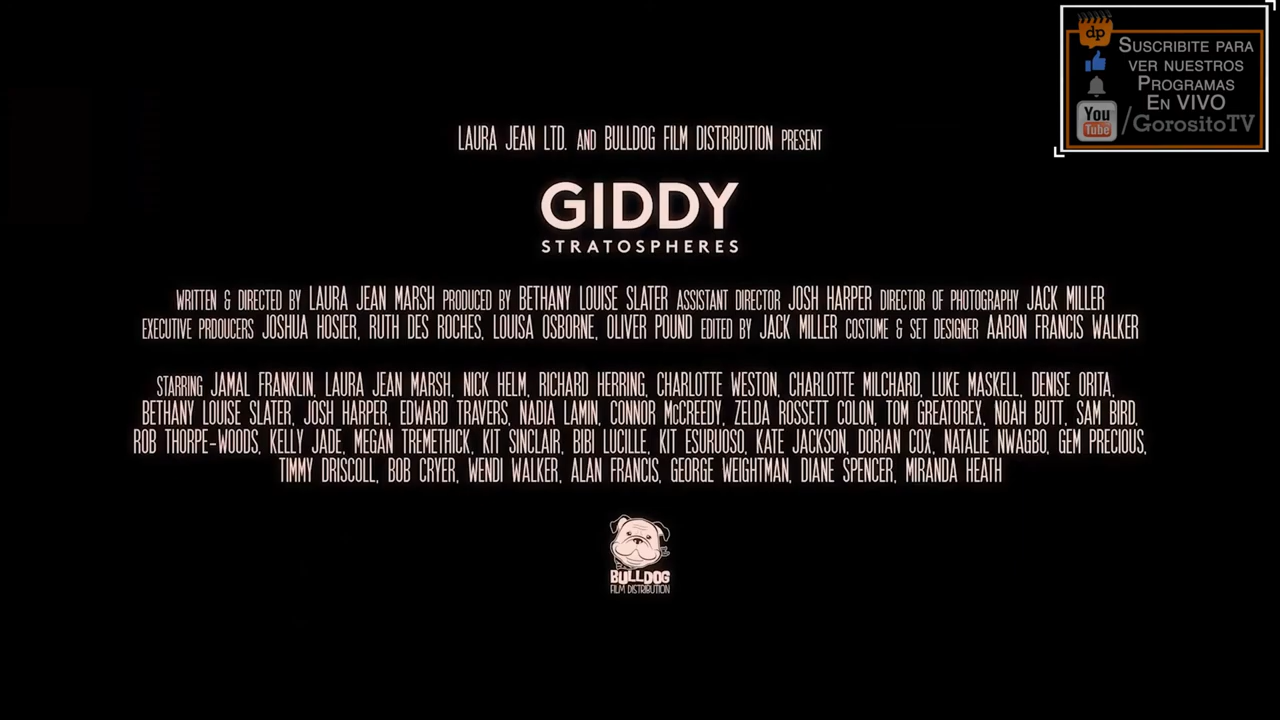 dp
SUSCRIBITE PARA
VER NUESTROS
PROGRAMAS
EN VIVO
You
Tube
/GOROSITOTV
LAURA JEAN LTD. AND BULLDOG FILM DISTRIBUTION PRESENT
GIDDY
STRATOSPHERES
WRITTEN & DIRECTED BY LAURA JEAN MARSH PRODUCED BY BETHANY LOUISE SLATER ASSISTANT DIRECTOR JOSH HARPER DIRECTOR OF PHOTOGRAPHY JACK MILLER
EXECUTIVE PRDOUCERS JOSHUA HOSIER, RUTH DES ROCHES, LOUISA OSBORNE, OLIVER POUND EDITED BY JACK MILLER COSTUME & SET DESIGNER AARON FRANCIS WALKER
STARRING JAMAL FRANKLIN, LAURA JEAN MARSH, NICK HELM, RICHARD HERRING, CHARLOTTE WESTON, CHARLOTTE MILCHARD, LUKE MASKELL, DENISE ORITA,
BETHANY LOUISE SLATER, JOSH HARPER, EDWARD TRAVERS, NADIA LAMIN, CONNOR McCREEDY, ZELDA ROSSETT COLON, TOM GREATOREX, NOAH BUTT, SAM BIRD,
ROB THORPE-WOODS, KELLY JADE, MEGAN TREMETHICK, KIT SINCLAIR, BIBI LUCILLE, KIT ESURUOSO, KATE JACKSON, DORIAN COX, NATALIE NWAGBO, GEM PRECIOUS,
TIMMY DRISCOLL, BOB CRYER, WENDI WALKER, ALAN FRANCIS, GEORGE WEIGHTMAN, DIANE SPENCER, MIRANDA HEATH
BULLDOG
FILM DISTRIBUTION